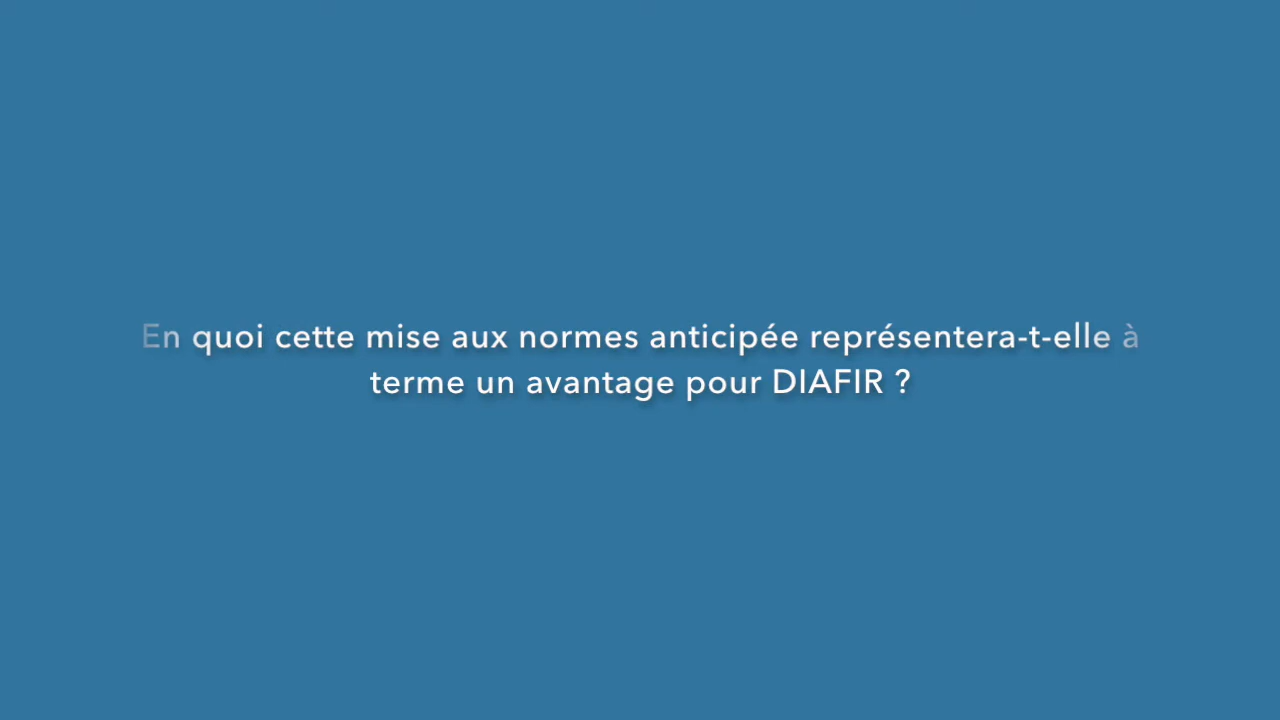 En quoi cette mise aux normes anticipée représentera-t-elle à
terme un avantage pour DIAFIR ?